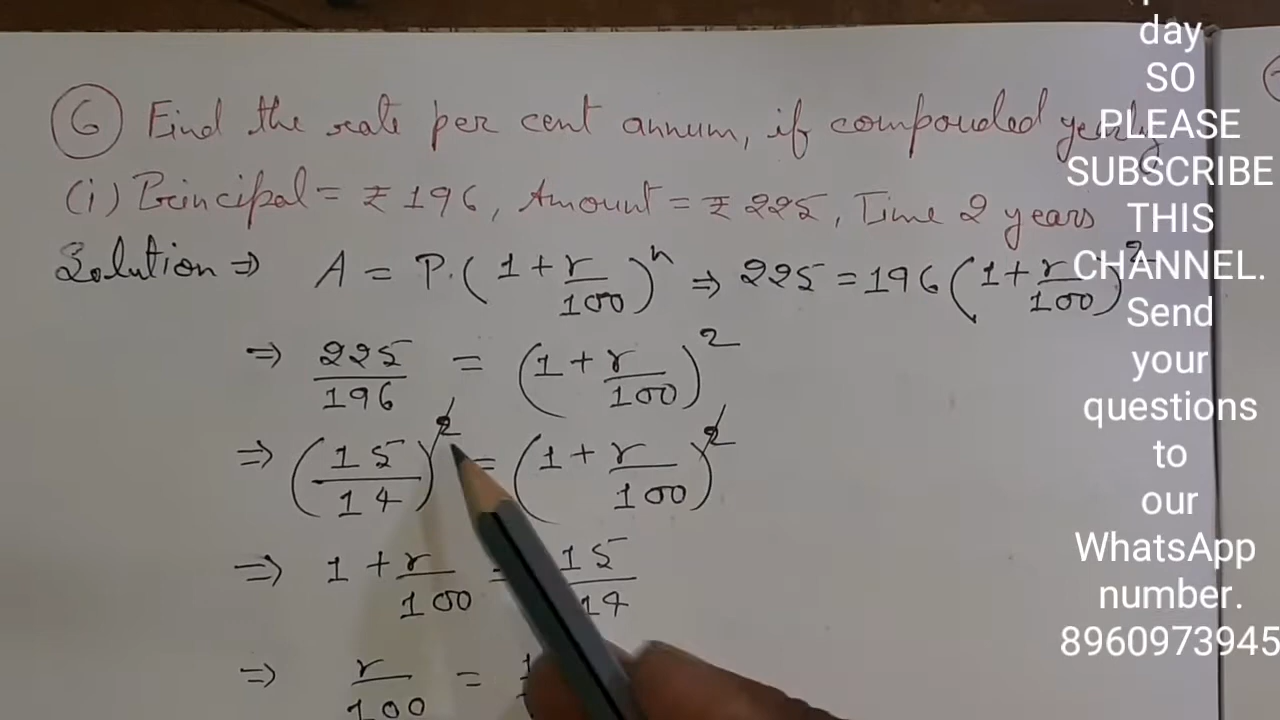 ⑥ Find the rate per cent annum, if compouded yearly
(i) Principal = ₹ 196, Amount = ₹ 225, Time 2 years
Solution ⇒ A = P. (1 + r/100)^n ⇒ 225 = 196 (1 + r/100)^2
⇒ 225/196 = (1 + r/100)^2
⇒ (15/14)^2 = (1 + r/100)^2
⇒ 1 + r/100 = 15/14
⇒ r/100 = 1
day
SO
PLEASE
SUBSCRIBE
THIS
CHANNEL.
Send
your
questions
to
our
WhatsApp
number.
8960973945